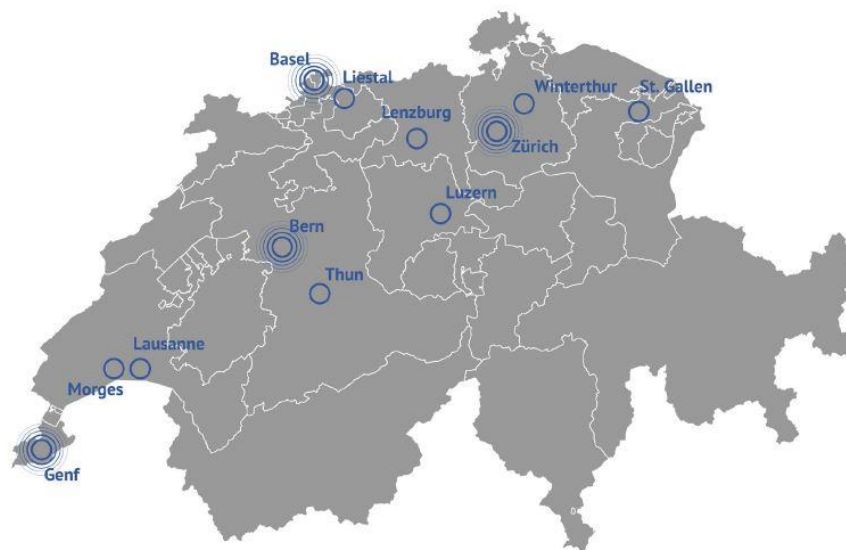 Basel
Liestal
Winterthur
St. Gallen
Lenzburg
Zürich
Luzern
Bern
Thun
Lausanne
Morges
Genf